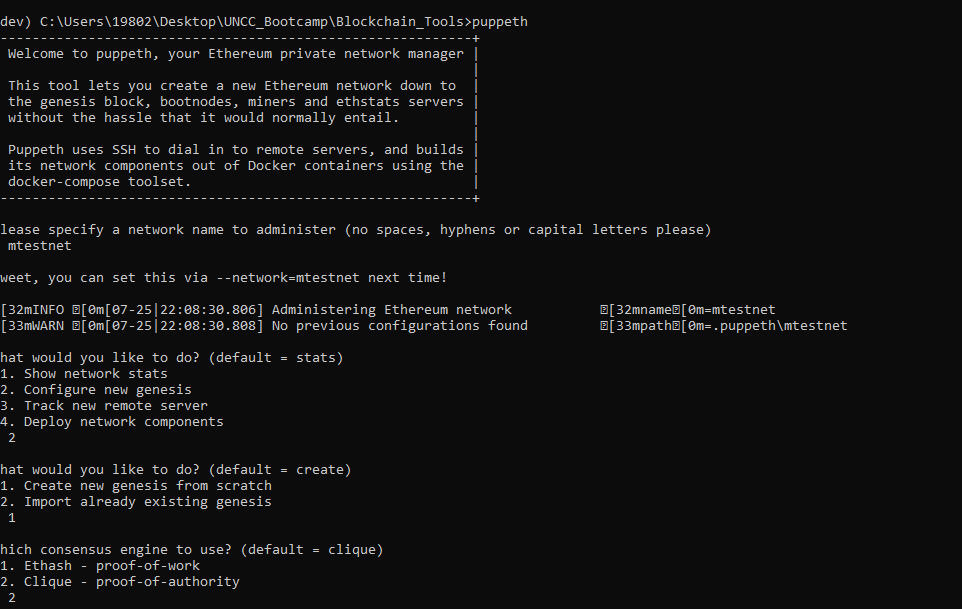 dev) C:\Users\19802\Desktop\UNCC_Bootcamp\Blockchain_Tools>puppeth
-----------------------------------------------------------+
Welcome to puppeth, your Ethereum private network manager |
|
This tool lets you create a new Ethereum network down to |
the genesis block, bootnodes, miners and ethstats servers |
without the hassle that it would normally entail. |
|
Puppeth uses SSH to dial in to remote servers, and builds |
its network components out of Docker containers using the |
docker-compose toolset. |
-----------------------------------------------------------+
lease specify a network name to administer (no spaces, hyphens or capital letters please)
mtestnet
weet, you can set this via --network=mtestnet next time!
[32mINFO ⍰[0m[07-25|22:08:30.806] Administering Ethereum network ⍰[32mname⍰[0m=mtestnet
[33mWARN ⍰[0m[07-25|22:08:30.808] No previous configurations found ⍰[33mpath⍰[0m=.puppeth\mtestnet
hat would you like to do? (default = stats)
1. Show network stats
2. Configure new genesis
3. Track new remote server
4. Deploy network components
2
hat would you like to do? (default = create)
1. Create new genesis from scratch
2. Import already existing genesis
1
hich consensus engine to use? (default = clique)
1. Ethash - proof-of-work
2. Clique - proof-of-authority
2